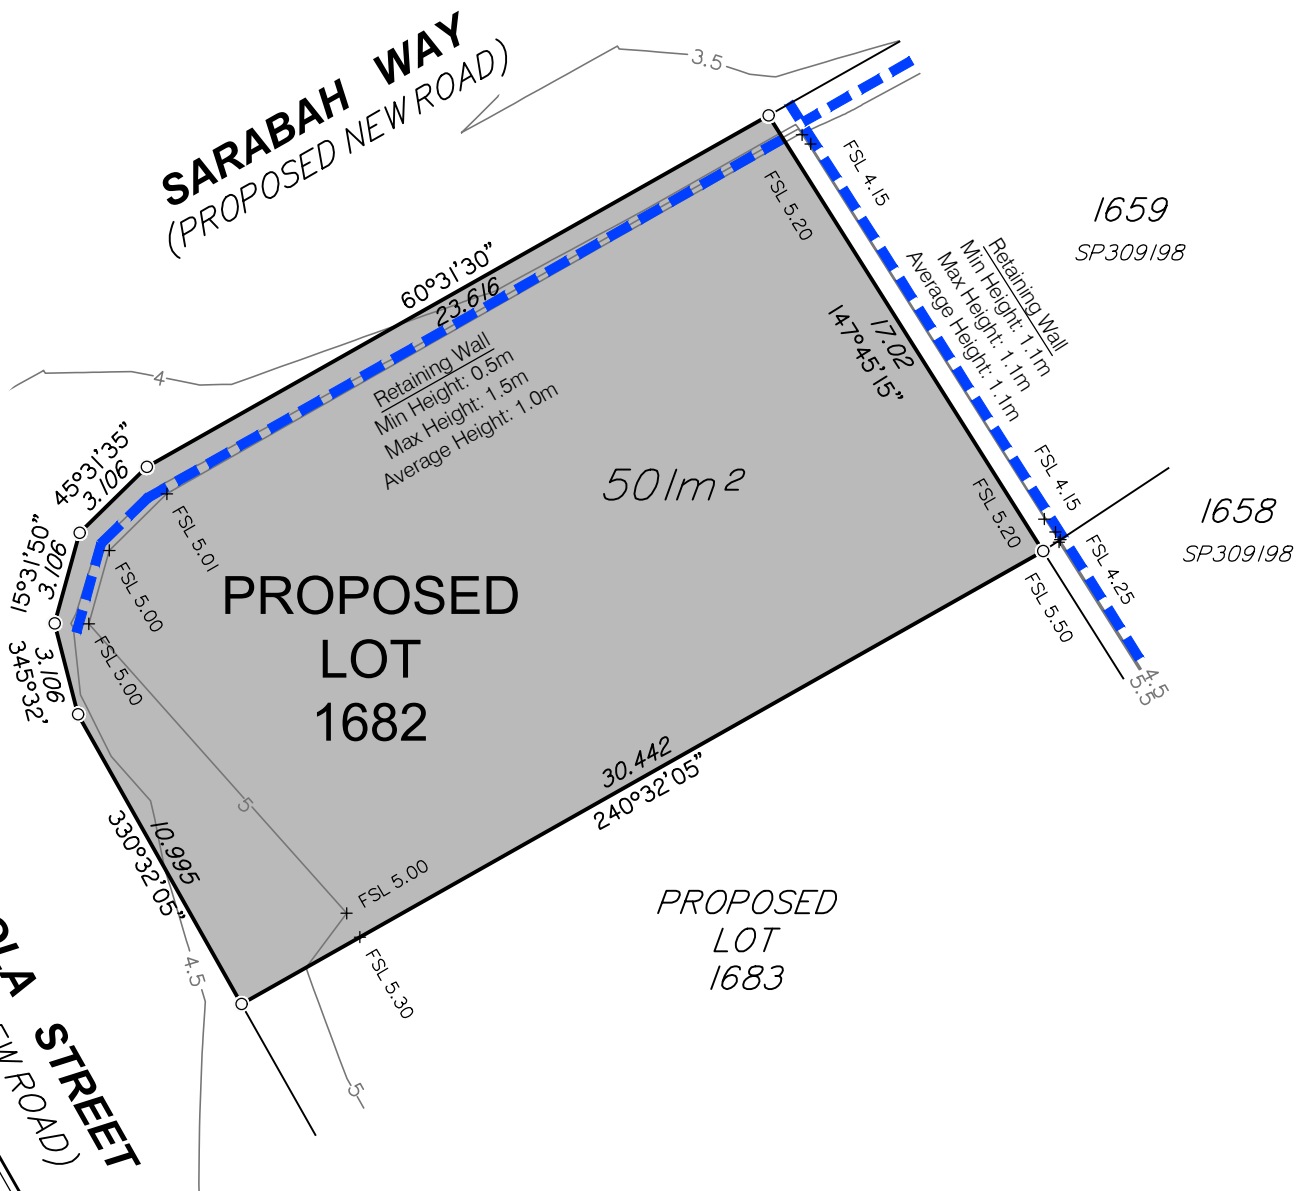 SARABAH WAY
(PROPOSED NEW ROAD)
3.5
FSL 4.15
FSL 5.20
1659
SP309198
Retaining Wall
Min Height: 1.1m
Max Height: 1.1m
Average Height: 1.1m
60°31'30"
23.616
17.02
147°45'15"
Retaining Wall
Min Height: 0.5m
Max Height: 1.5m
Average Height: 1.0m
4
45°31'35"
3.106
15°31'50"
3.106
3.106
345°32'
501m²
FSL 4.15
FSL 5.20
1658
SP309198
FSL 4.25
FSL 5.50
4.5
5.5
FSL 5.01
FSL 5.00
FSL 5.00
PROPOSED
LOT
1682
5
30.442
240°32'05"
10.995
330°32'05"
FSL 5.00
FSL 5.30
PROPOSED
LOT
1683
4.5
5
STREET
ROAD)